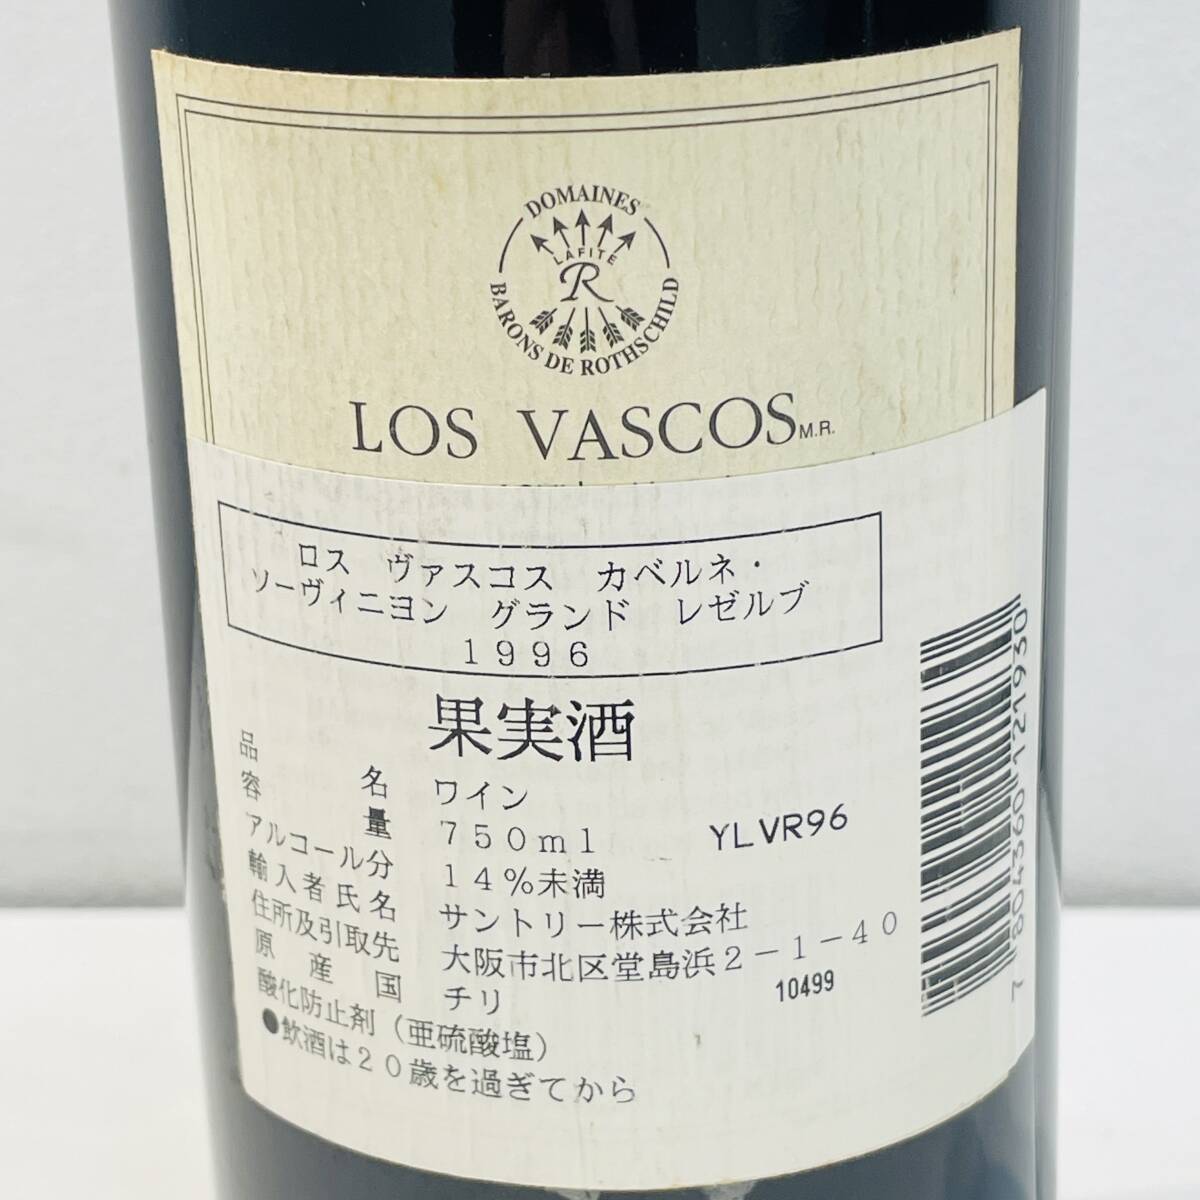 DOMAINES
LAFITE
R
BARONS DE ROTHSCHILD
LOS VASCOS M.R.
ロス ヴァスコス カベルネ・
ソーヴィニヨン グランド レゼルブ
1996
果実酒
品名 ワイン
容量 750ml YLVR96
アルコール分 14%未満
輸入者氏名 サントリー株式会社
住所及引取先 大阪市北区堂島浜2-1-40
原産国 チリ 10499
酸化防止剤(亜硫酸塩)
●飲酒は20歳を過ぎてから
7 804360 121930